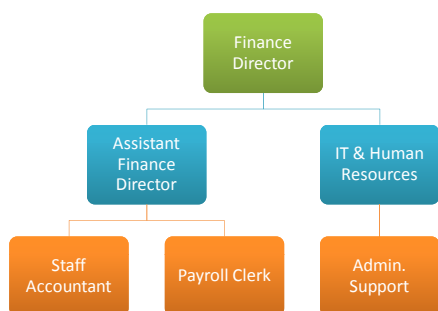 Finance
Director
Assistant
Finance
Director
IT & Human
Resources
Staff
Accountant
Payroll Clerk
Admin.
Support